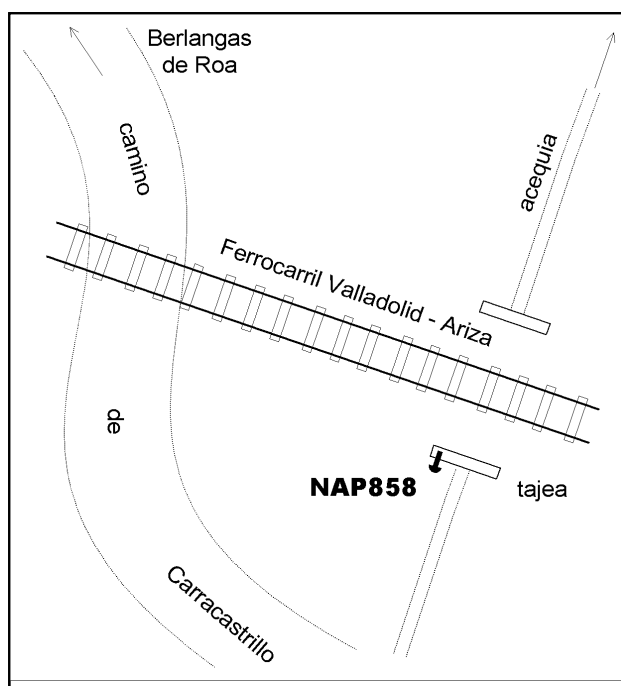 Berlangas
de Roa
camino
acequia
Ferrocarril Valladolid - Ariza
de
NAP858
tajea
Carracastrillo